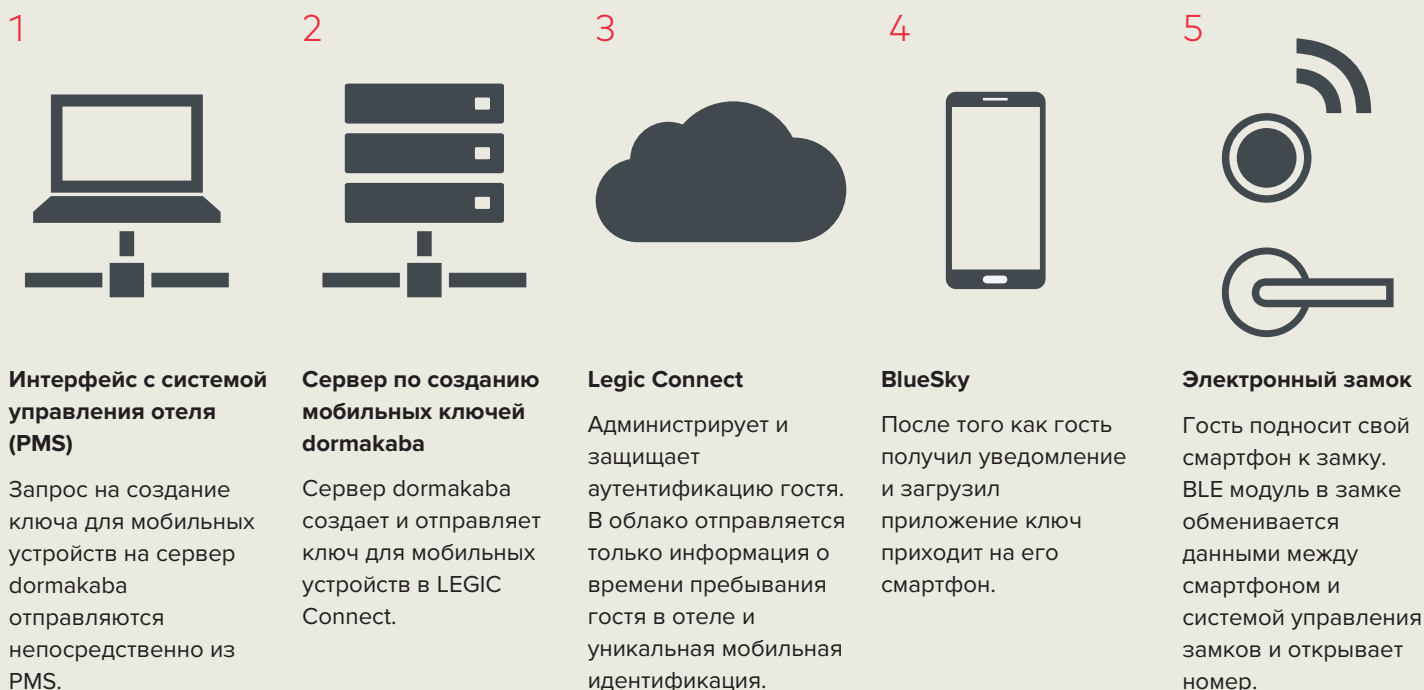 1
Интерфейс с системой
управления отеля
(PMS)
Запрос на создание
ключа для мобильных
устройств на сервер
dormakaba
отправляются
непосредственно из
PMS.
2
Сервер по созданию
мобильных ключей
dormakaba
Сервер dormakaba
создает и отправляет
ключ для мобильных
устройств в LEGIC
Connect.
3
Legic Connect
Администрирует и
защищает
аутентификацию гостя.
В облако отправляется
только информация о
времени пребывания
гостя в отеле и
уникальная мобильная
идентификация.
4
BlueSky
После того как гость
получил уведомление
и загрузил
приложение ключ
приходит на его
смартфон.
5
Электронный замок
Гость подносит свой
смартфон к замку.
BLE модуль в замке
обменивается
данными между
смартфоном и
системой управления
замков и открывает
номер.